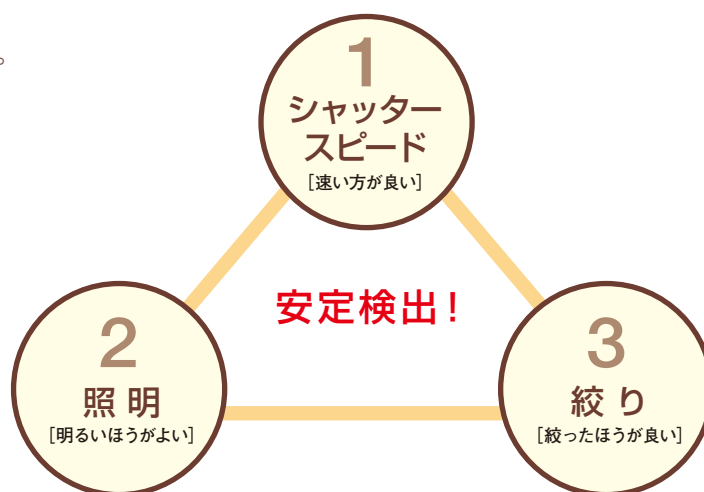 。
1
シャッター
スピード
[速い方が良い]
安定検出！
2
照明
[明るいほうがよい]
3
絞り
[絞ったほうが良い]